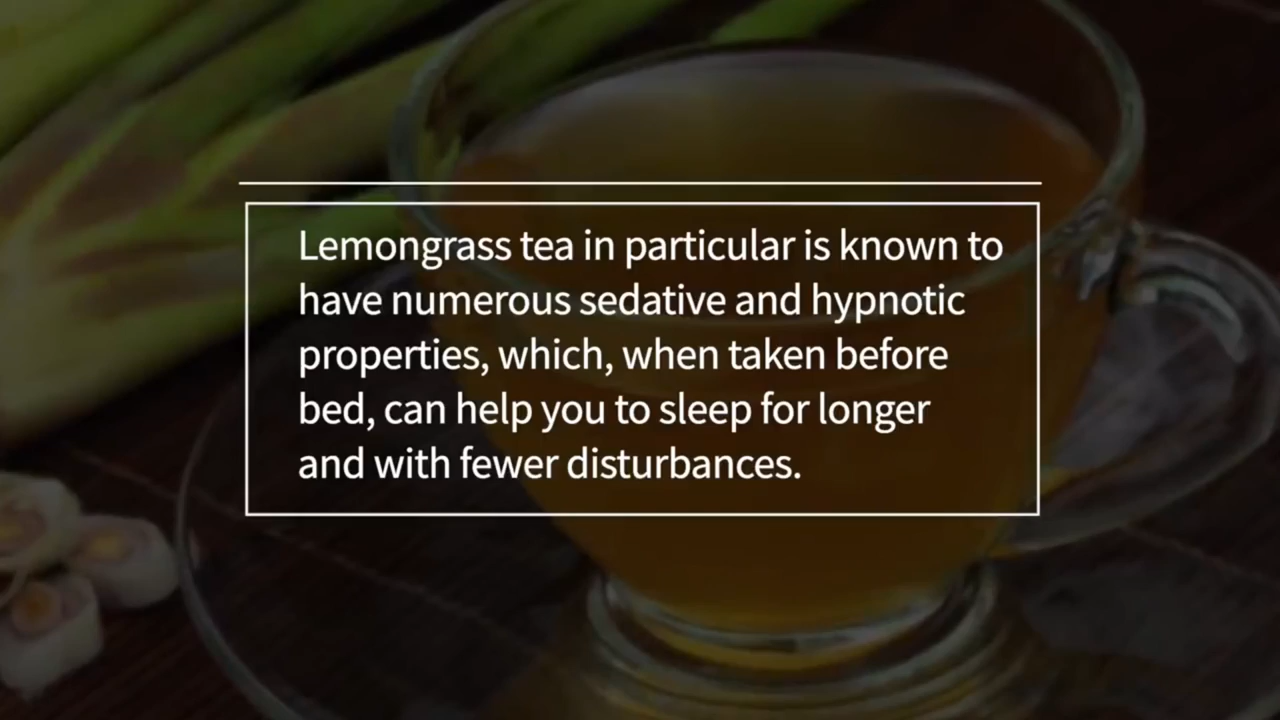 Lemongrass tea in particular is known to
have numerous sedative and hypnotic
properties, which, when taken before
bed, can help you to sleep for longer
and with fewer disturbances.